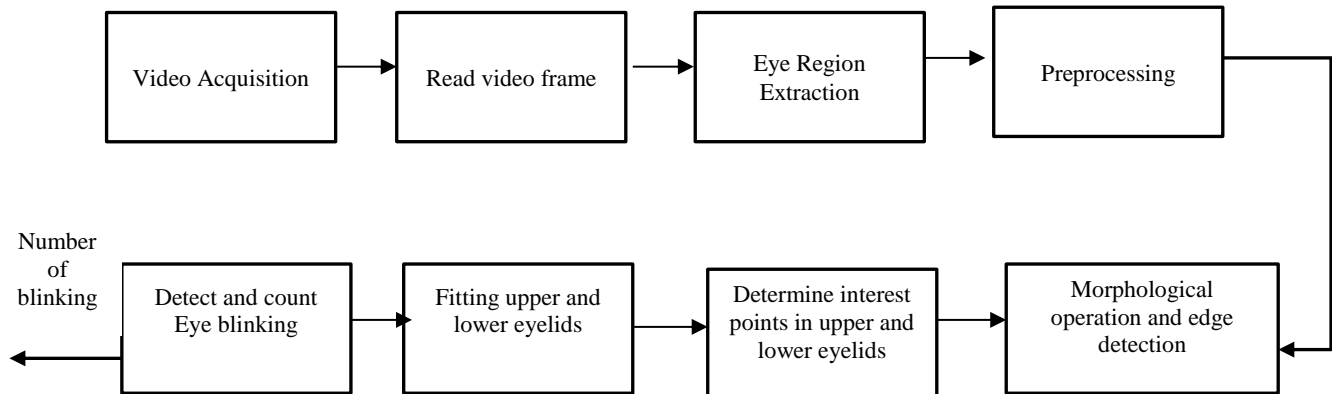 Video Acquisition
Read video frame
Eye Region
Extraction
Preprocessing
Number
of
blinking
Detect and count
Eye blinking
Fitting upper and
lower eyelids
Determine interest
points in upper and
lower eyelids
Morphological
operation and edge
detection